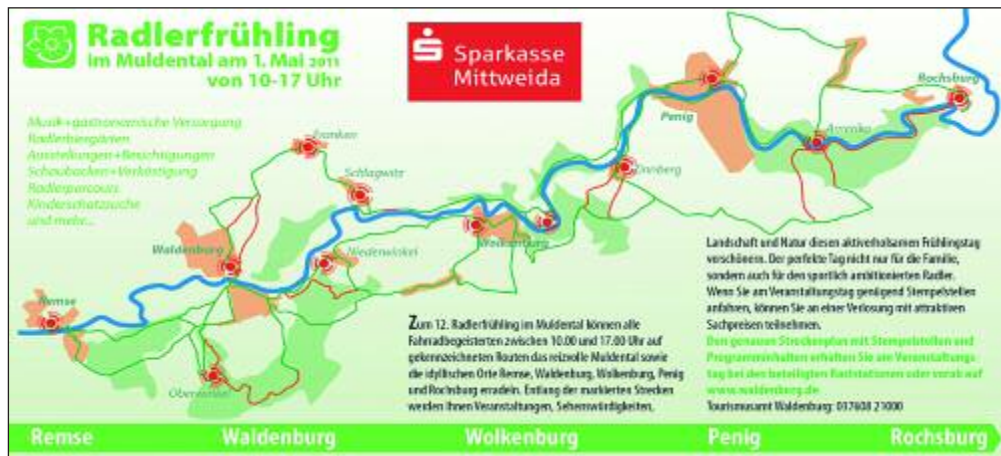 Radlerfrühling
im Muldental am 1. Mai 2011
von 10-17 Uhr
Sparkasse
Mittweida
Musik+gastronomische Versorgung
Radlerbiergärten
Ausstellungen+Besichtigungen
Schaubacken+Verköstigung
Radlerparcours
Kinderschatzsuche
und mehr...
Franken
Schlagwitz
Waldenburg
Niederwinkel
Wolkenburg
Remse
Oberwinkel
Penig
Amerika
Rochsburg
Zum 12. Radlerfrühling im Muldental können alle
Fahrradbegeisterten zwischen 10.00 und 17.00 Uhr auf
gekennzeichneten Routen das reizvolle Muldental sowie
die idyllischen Orte Remse, Waldenburg, Wolkenburg, Penig
und Rochsburg erradeln. Entlang der markierten Strecken
werden Ihnen Veranstaltungen, Sehenswürdigkeiten,
Landschaft und Natur diesen aktiverholsamen Frühlingstag
verschönern. Der perfekte Tag nicht nur für die Familie,
sondern auch für den sportlich ambitionierten Radler.
Wenn Sie am Veranstaltungstag genügend Stempelstellen
anfahren, können Sie an einer Verlosung mit attraktiven
Sachpreisen teilnehmen.
Den genauen Streckenplan mit Stempelstellen und
Programminhalten erhalten Sie am Veranstaltungs-
tag bei den beteiligten Raststationen oder vorab auf
www.waldenburg.de
Tourismusamt Waldenburg: 037608 21000
Remse Waldenburg Wolkenburg Penig Rochsburg